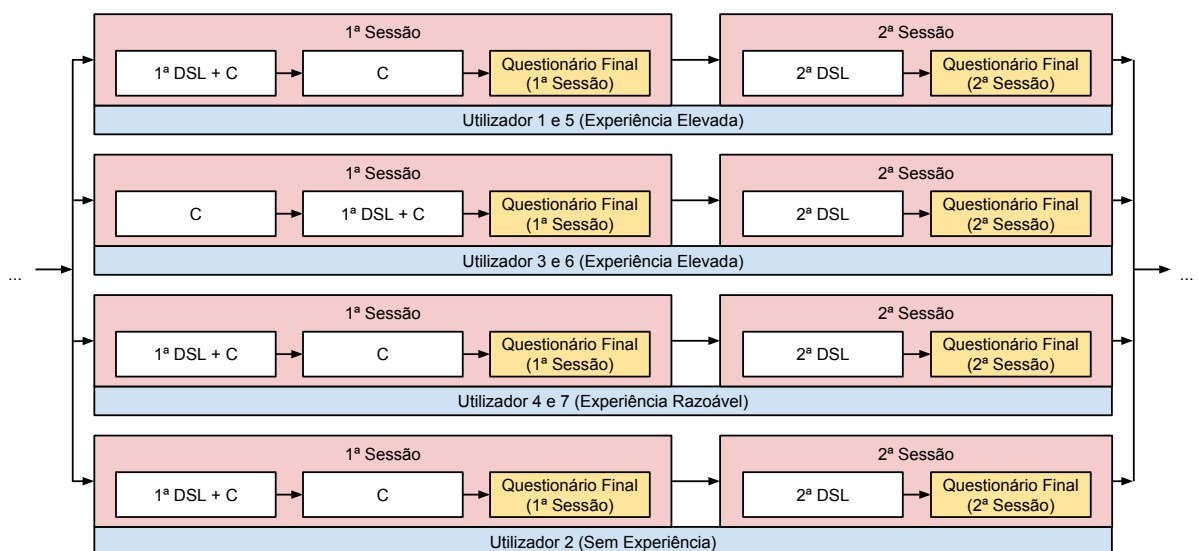 1ª Sessão
2ª Sessão
1ª DSL + C
C
Questionário Final
(1ª Sessão)
2ª DSL
Questionário Final
(2ª Sessão)
Utilizador 1 e 5 (Experiência Elevada)
1ª Sessão
2ª Sessão
C
1ª DSL + C
Questionário Final
(1ª Sessão)
2ª DSL
Questionário Final
(2ª Sessão)
Utilizador 3 e 6 (Experiência Elevada)
...
...
1ª Sessão
2ª Sessão
1ª DSL + C
C
Questionário Final
(1ª Sessão)
2ª DSL
Questionário Final
(2ª Sessão)
Utilizador 4 e 7 (Experiência Razoável)
1ª Sessão
2ª Sessão
1ª DSL + C
C
Questionário Final
(1ª Sessão)
2ª DSL
Questionário Final
(2ª Sessão)
Utilizador 2 (Sem Experiência)